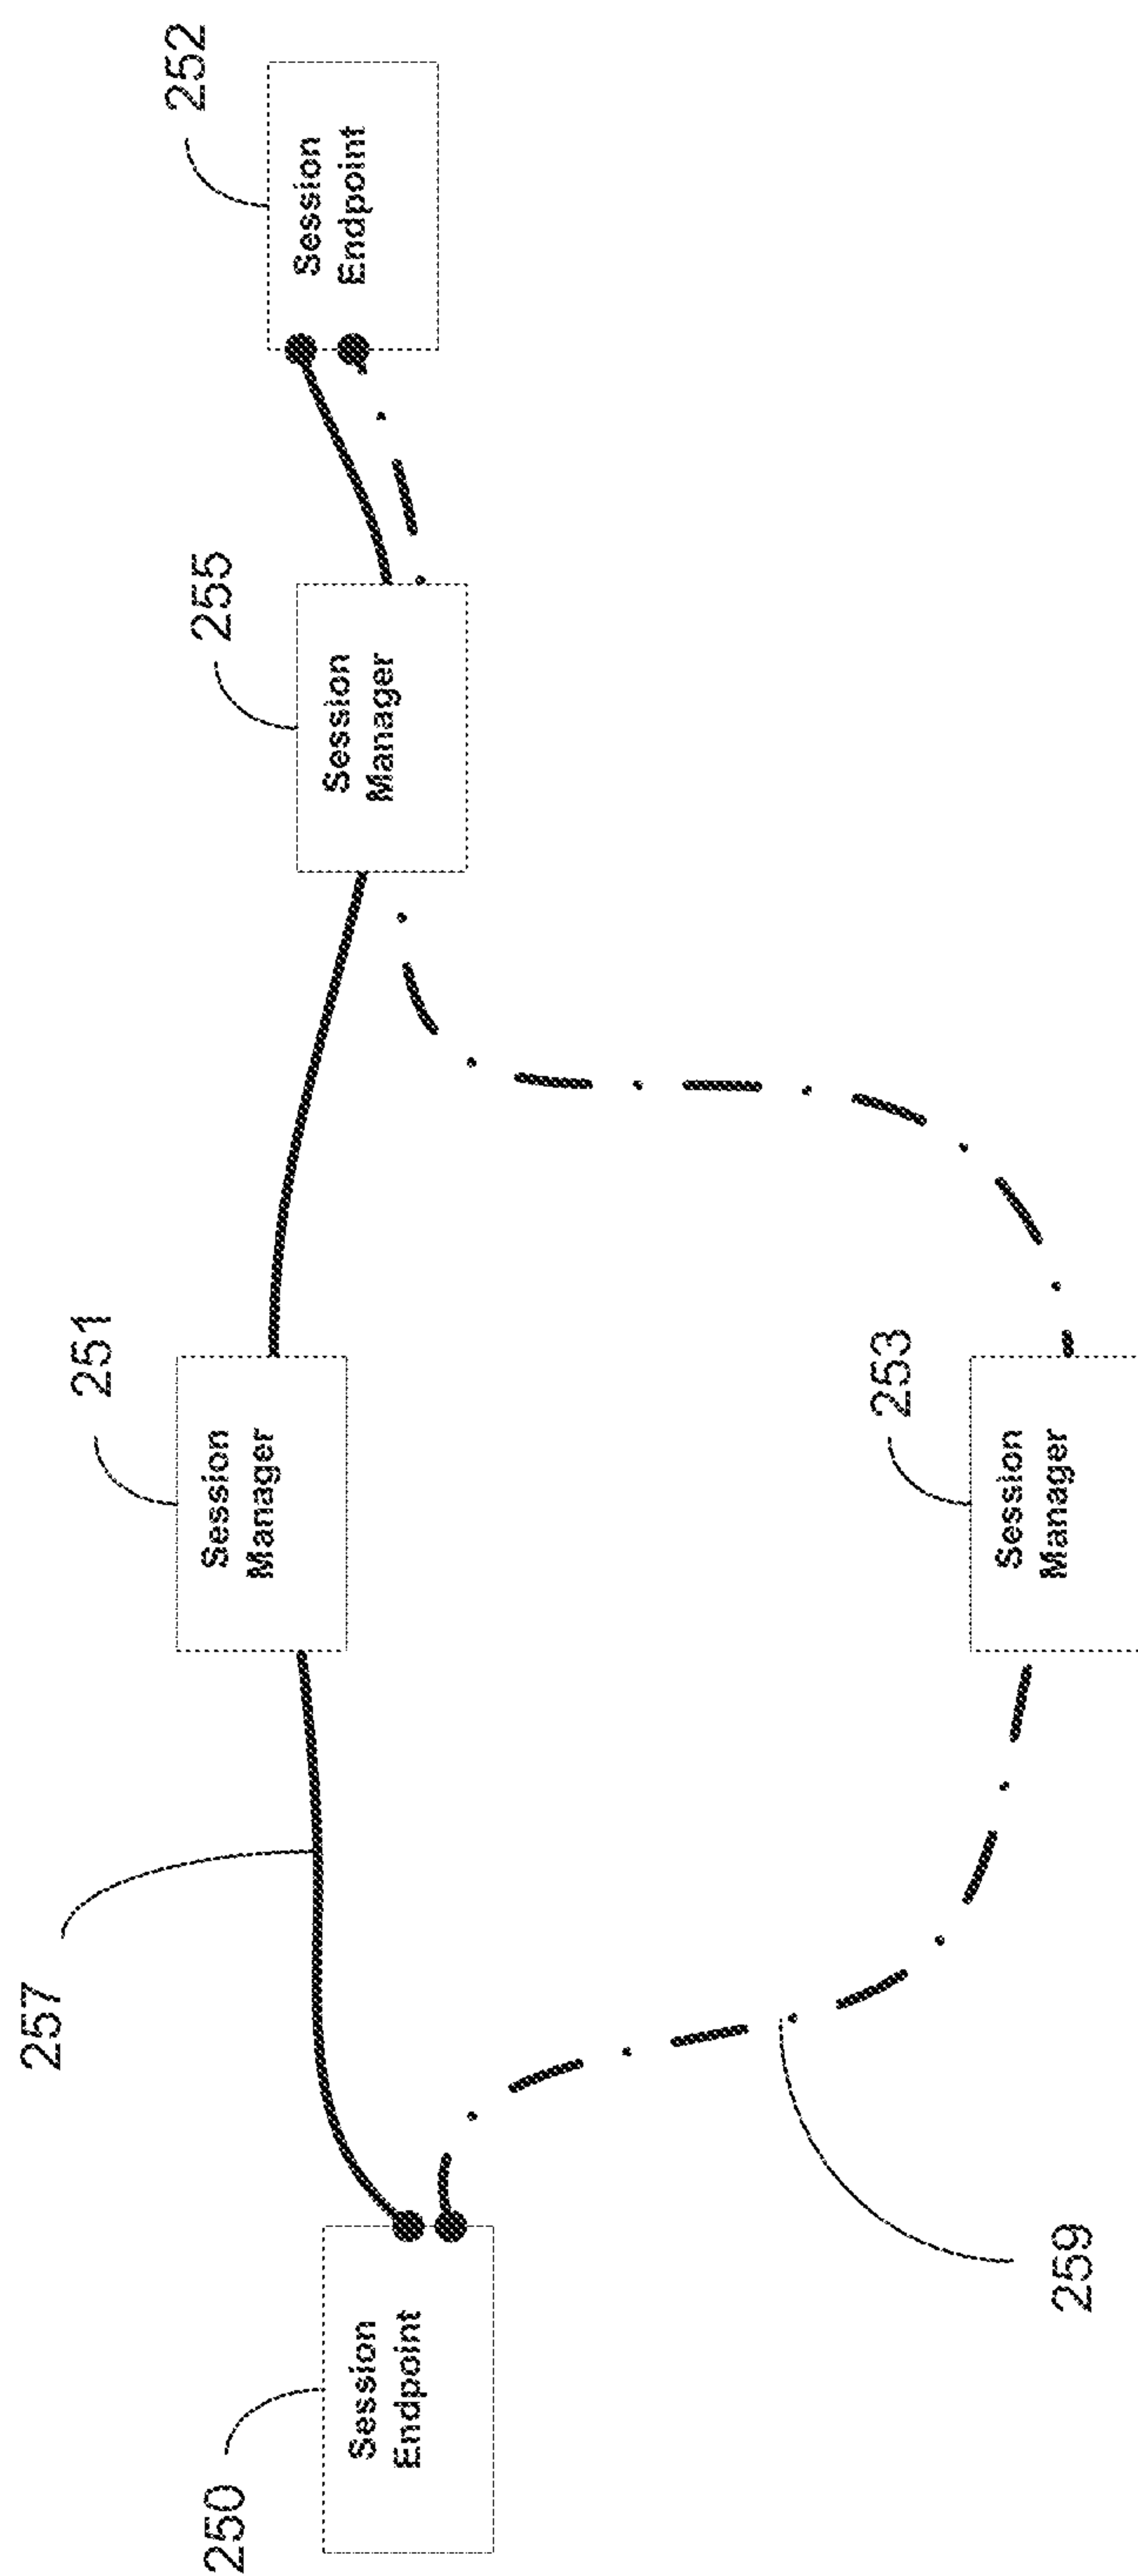 257
251
255
252
Session
Manager
Session
Manager
Session
Endpoint
250
Session
Endpoint
253
Session
Manager
259